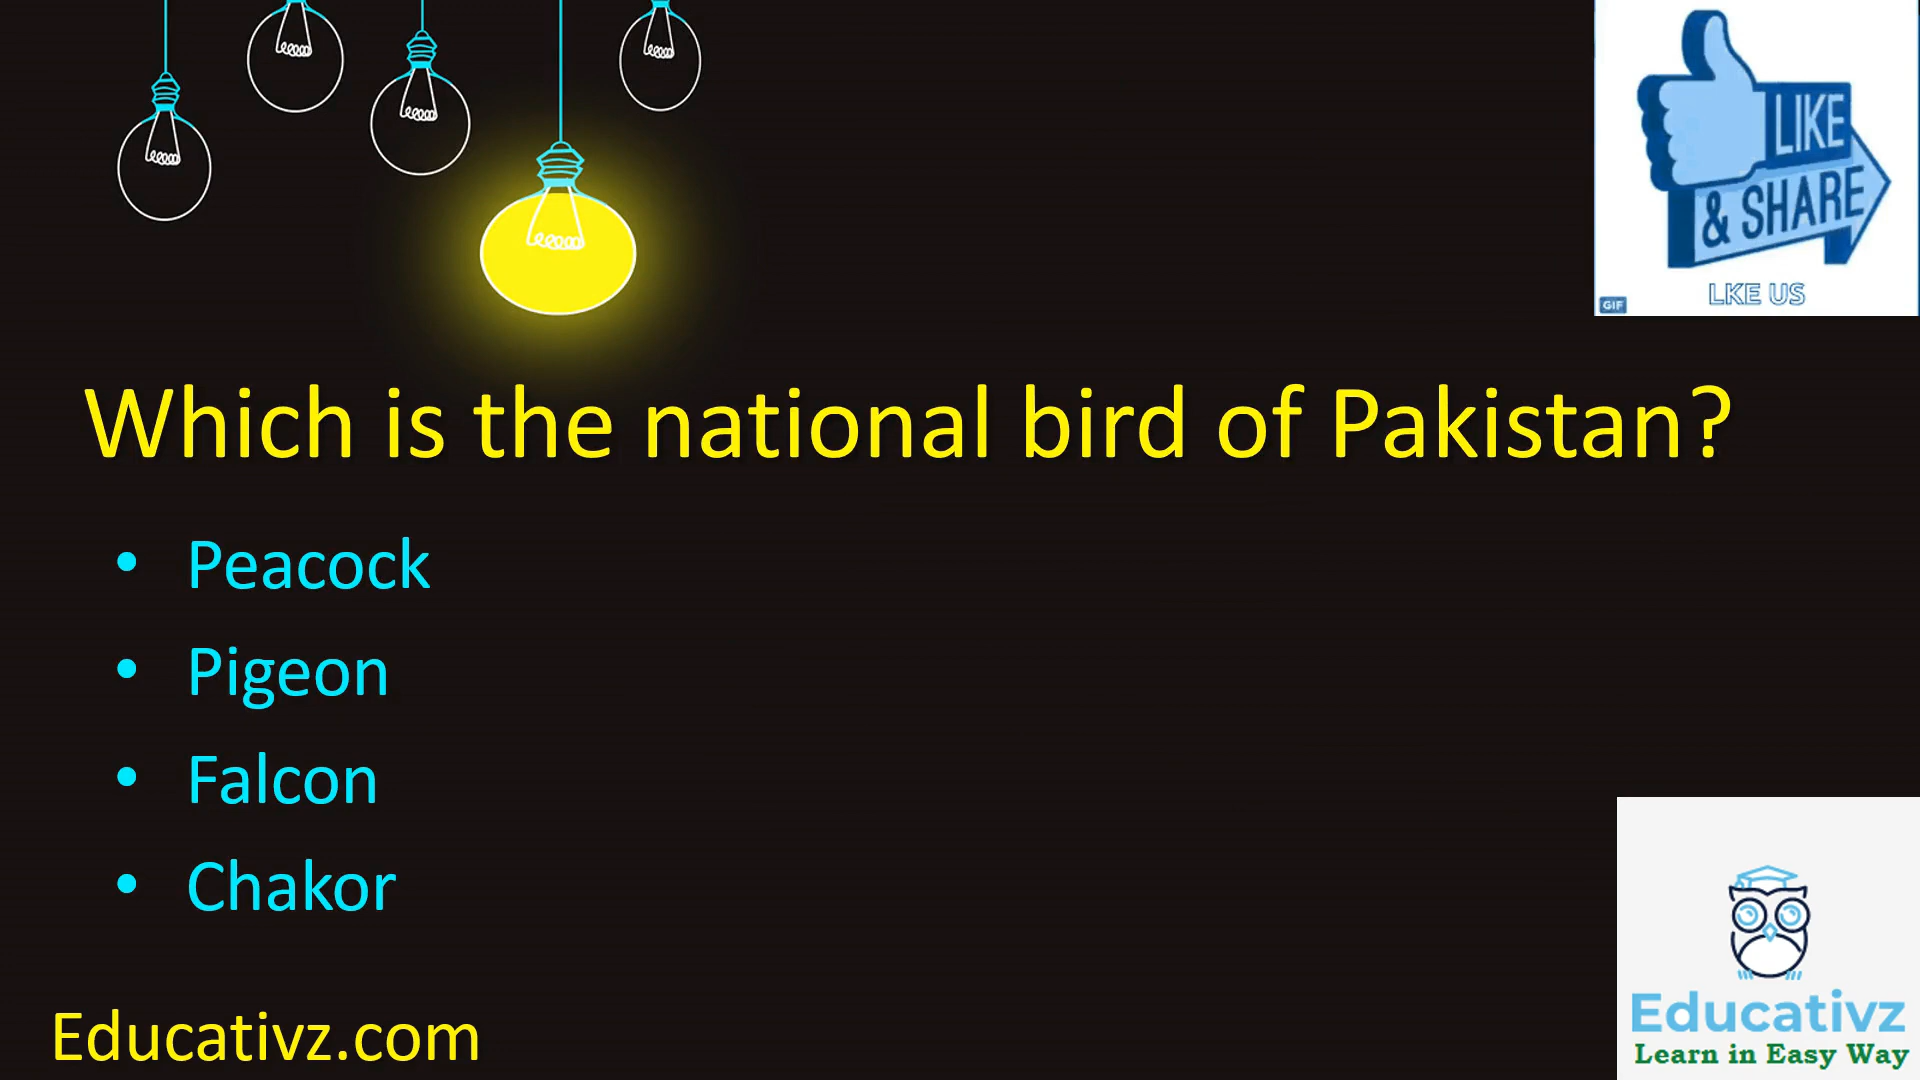 LIKE
& SHARE
LKE US
GIF
Which is the national bird of Pakistan?
• Peacock
• Pigeon
• Falcon
• Chakor
Educativz.com
Educativz
Learn in Easy Way